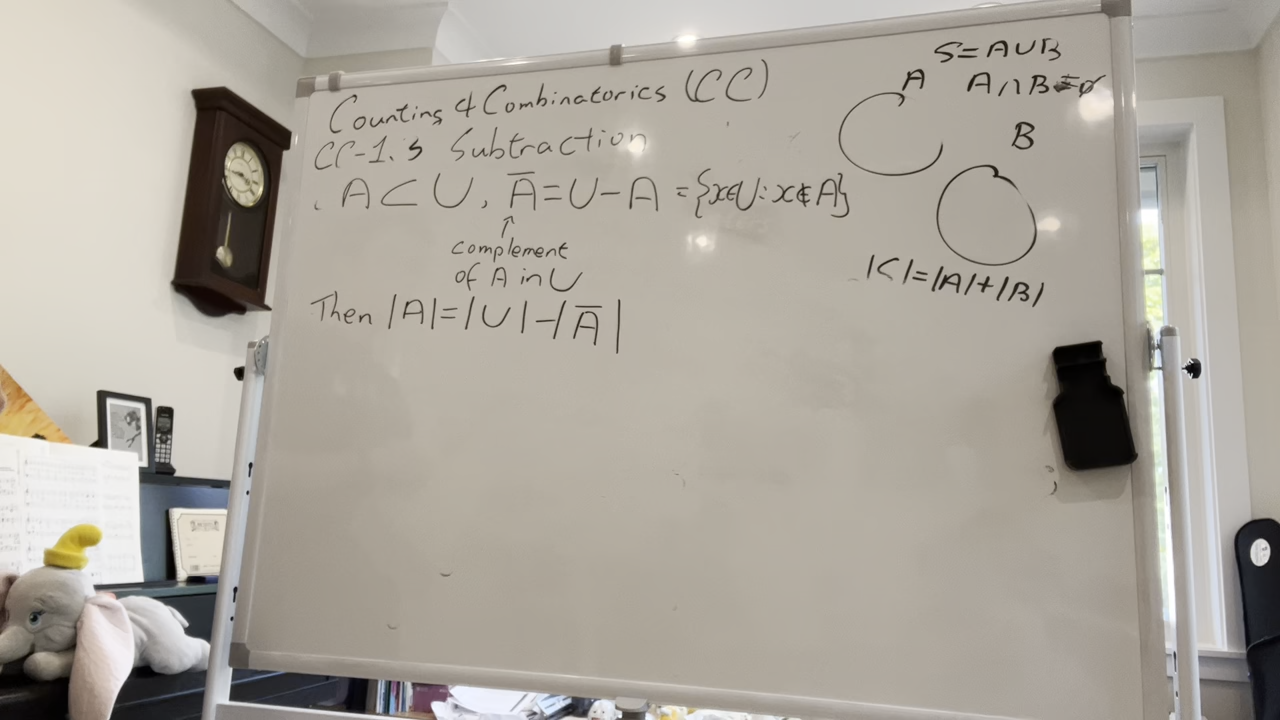 Counting & Combinatorics (CC)
CC-1.3 Subtraction
A ⊂ U, A̅ = U - A = {x∈U : x∉A}
↑
complement
of A in U
Then |A| = |U| - |A̅|
S = A∪B
A A∩B = ∅
B
|S| = |A| + |B|